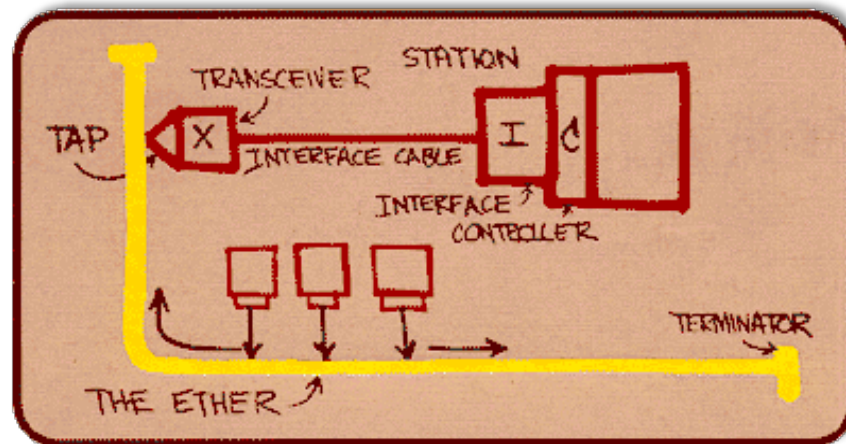 STATION
TRANSCEIVER
TAP
X
I
C
INTERFACE CABLE
INTERFACE
CONTROLLER
TERMINATOR
THE ETHER